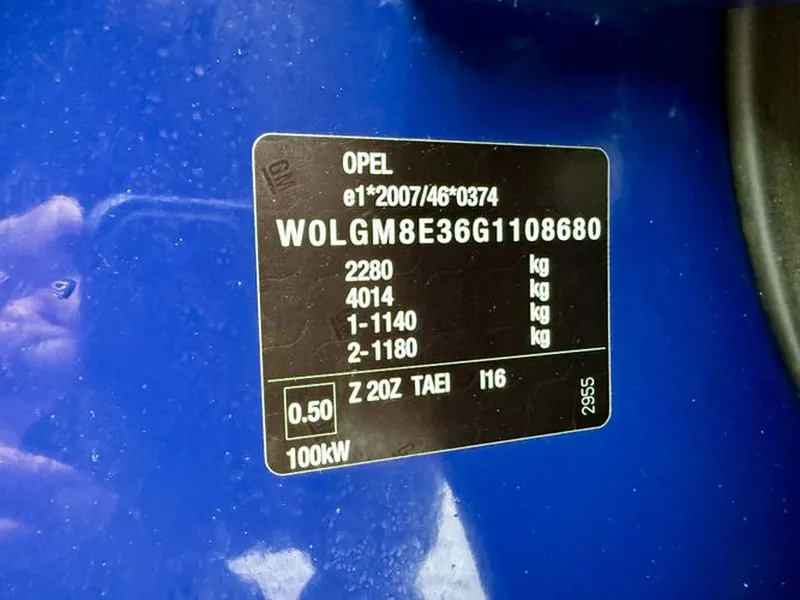 GM
OPEL
e1*2007/46*0374
W0LGM8E36G1108680
2280 kg
4014 kg
1-1140 kg
2-1180 kg
0.50 Z 20Z TAEI I16 2955
100kW